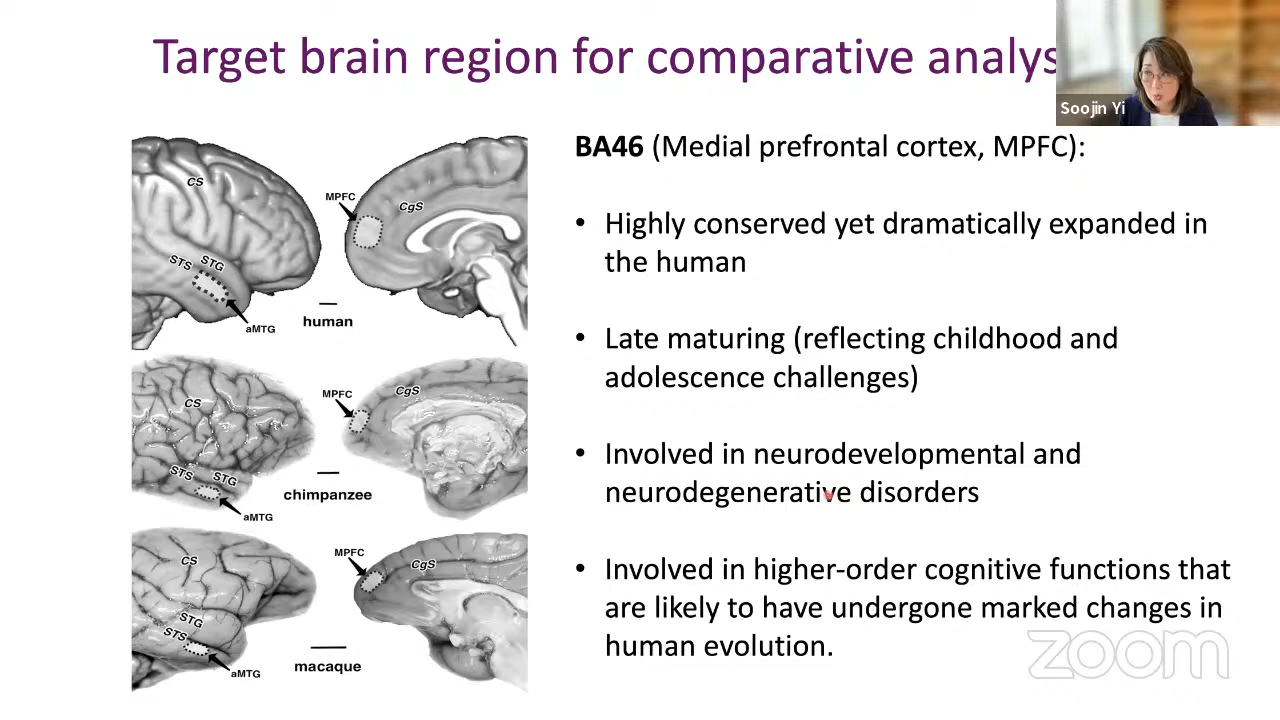 Target brain region for comparative analys
Soojin Yi
BA46 (Medial prefrontal cortex, MPFC):
• Highly conserved yet dramatically expanded in
the human
• Late maturing (reflecting childhood and
adolescence challenges)
• Involved in neurodevelopmental and
neurodegenerative disorders
• Involved in higher-order cognitive functions that
are likely to have undergone marked changes in
human evolution.
CS
MPFC
CgS
STS
STG
aMTG
human
CS
MPFC
CgS
STS
STG
aMTG
chimpanzee
CS
MPFC
CgS
STG
STS
aMTG
macaque
zoom